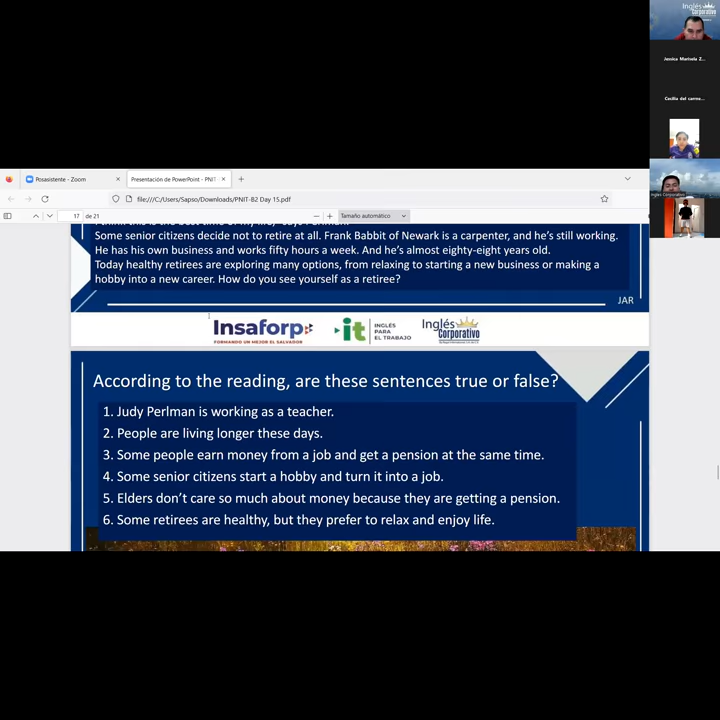 Inglés
Corporativo
Jessica Marisela Z...
Cecilia del carme...
Inglés Corporativo
Posasistente - Zoom
Presentación de PowerPoint - PNIT
file:///C:/Users/Sapso/Downloads/PNIT-B2 Day 15.pdf
17 de 21
Tamaño automático
Some senior citizens decide not to retire at all. Frank Babbit of Newark is a carpenter, and he's still working.
He has his own business and works fifty hours a week. And he's almost eighty-eight years old.
Today healthy retirees are exploring many options, from relaxing to starting a new business or making a
hobby into a new career. How do you see yourself as a retiree?
JAR
Insaforp
FORMANDO UN MEJOR EL SALVADOR
it
INGLES
PARA
EL TRABAJO
Inglés
Corporativo
According to the reading, are these sentences true or false?
1. Judy Perlman is working as a teacher.
2. People are living longer these days.
3. Some people earn money from a job and get a pension at the same time.
4. Some senior citizens start a hobby and turn it into a job.
5. Elders don't care so much about money because they are getting a pension.
6. Some retirees are healthy, but they prefer to relax and enjoy life.